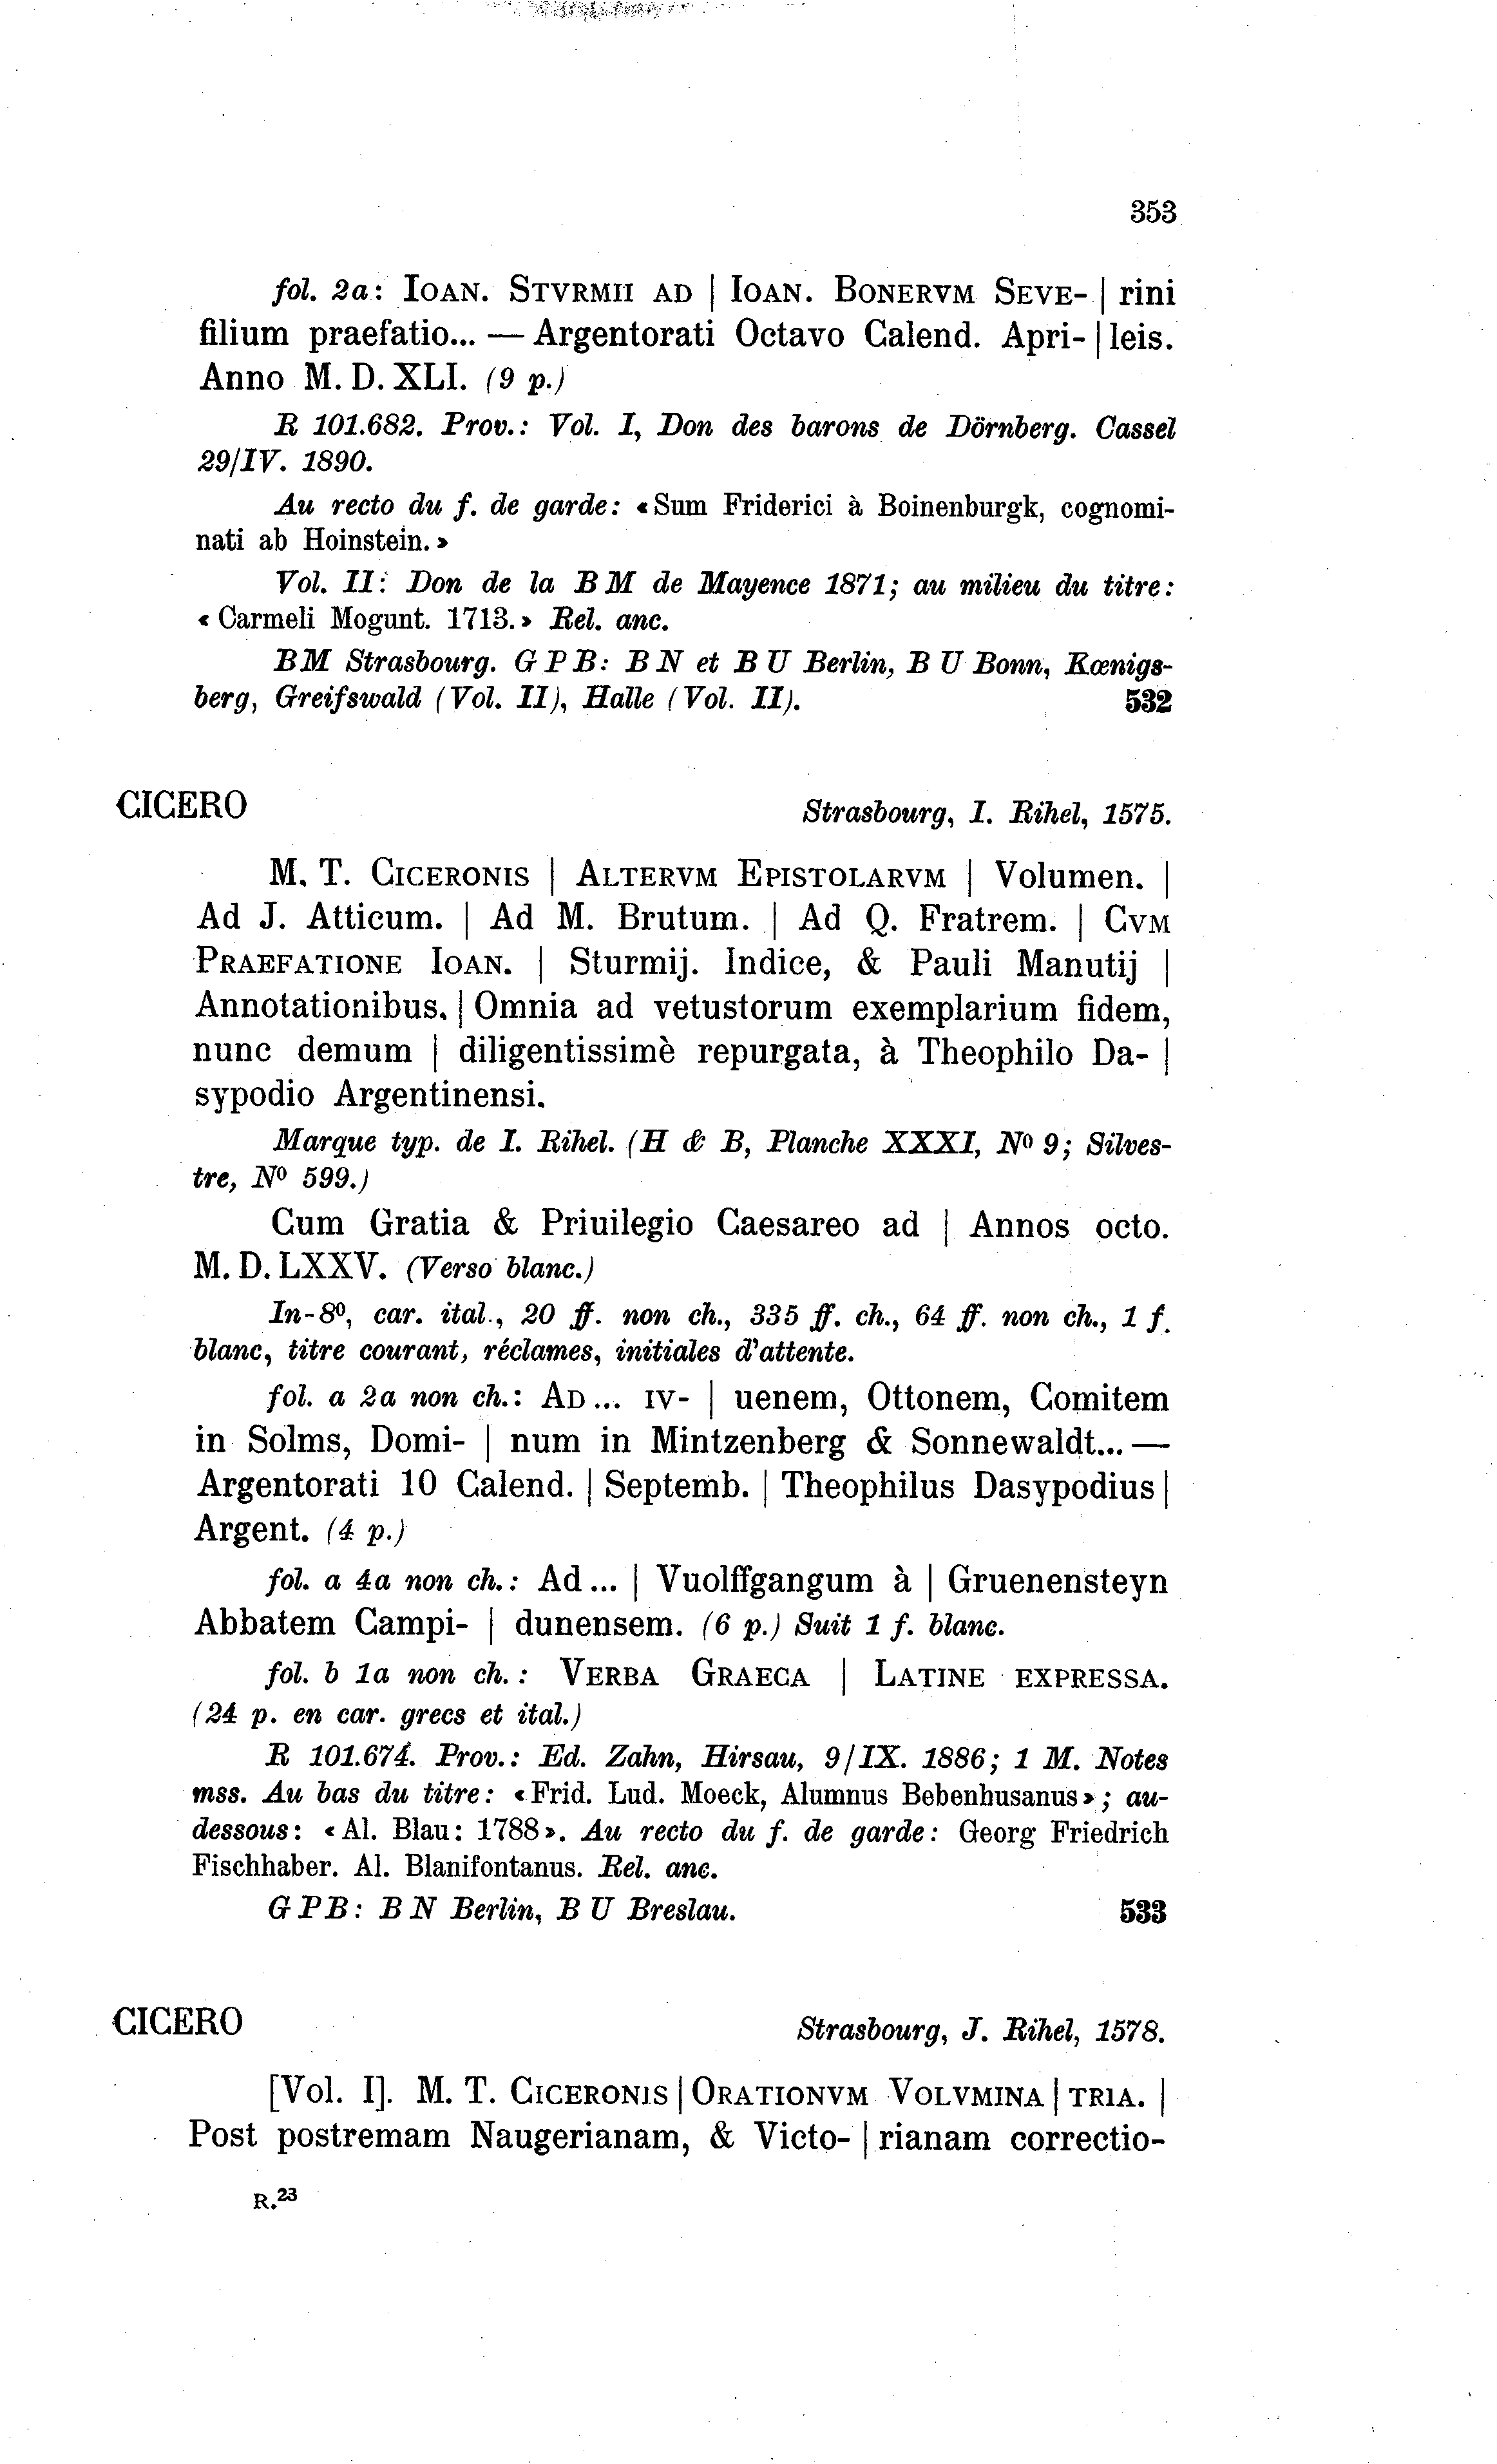 353
fol. 2a: IOAN. STVRMII AD | IOAN. BONERVM SEVE- | rini
filium praefatio... — Argentorati Octavo Calend. Apri- | leis.
Anno M. D. XLI. (9 p.)
R 101.682. Prov.: Vol. I, Don des barons de Dörnberg. Cassel
29/IV. 1890.
Au recto du f. de garde: «Sum Friderici à Boinenburgk, cognomi-
nati ab Hoinstein.»
Vol. II: Don de la BM de Mayence 1871; au milieu du titre:
«Carmeli Mogunt. 1713.» Rel. anc.
BM Strasbourg. GPB: BN et BU Berlin, BU Bonn, Kœnigs-
berg, Greifswald (Vol. II), Halle (Vol. II). 532
CICERO Strasbourg, I. Rihel, 1575.
M. T. CICERONIS | ALTERVM EPISTOLARVM | Volumen. |
Ad J. Atticum. | Ad M. Brutum. | Ad Q. Fratrem. | CVM
PRAEFATIONE IOAN. | Sturmij. Indice, & Pauli Manutij |
Annotationibus. | Omnia ad vetustorum exemplarium fidem,
nunc demum | diligentissimè repurgata, à Theophilo Da- |
sypodio Argentinensi.
Marque typ. de I. Rihel. (H & B, Planche XXXI, Nº 9; Silves-
tre, Nº 599.)
Cum Gratia & Priuilegio Caesareo ad | Annos octo.
M. D. LXXV. (Verso blanc.)
In-8º, car. ital., 20 ff. non ch., 335 ff. ch., 64 ff. non ch., 1 f.
blanc, titre courant, réclames, initiales d'attente.
fol. a 2a non ch.: AD... IV- | uenem, Ottonem, Comitem
in Solms, Domi- | num in Mintzenberg & Sonnewaldt... —
Argentorati 10 Calend. | Septemb. | Theophilus Dasypodius |
Argent. (4 p.)
fol. a 4a non ch.: Ad... | Vuolffgangum à | Gruenensteyn
Abbatem Campi- | dunensem. (6 p.) Suit 1 f. blanc.
fol. b 1a non ch.: VERBA GRAECA | LATINE EXPRESSA.
(24 p. en car. grecs et ital.)
R 101.674. Prov.: Ed. Zahn, Hirsau, 9/IX. 1886; 1 M. Notes
mss. Au bas du titre: «Frid. Lud. Moeck, Alumnus Bebenhusanus»; au-
dessous: «Al. Blau: 1788». Au recto du f. de garde: Georg Friedrich
Fischhaber. Al. Blanifontanus. Rel. anc.
GPB: BN Berlin, BU Breslau. 533
CICERO Strasbourg, J. Rihel, 1578.
[Vol. I]. M. T. CICERONIS | ORATIONVM VOLVMINA | TRIA. |
Post postremam Naugerianam, & Victo- | rianam correctio-
R.23